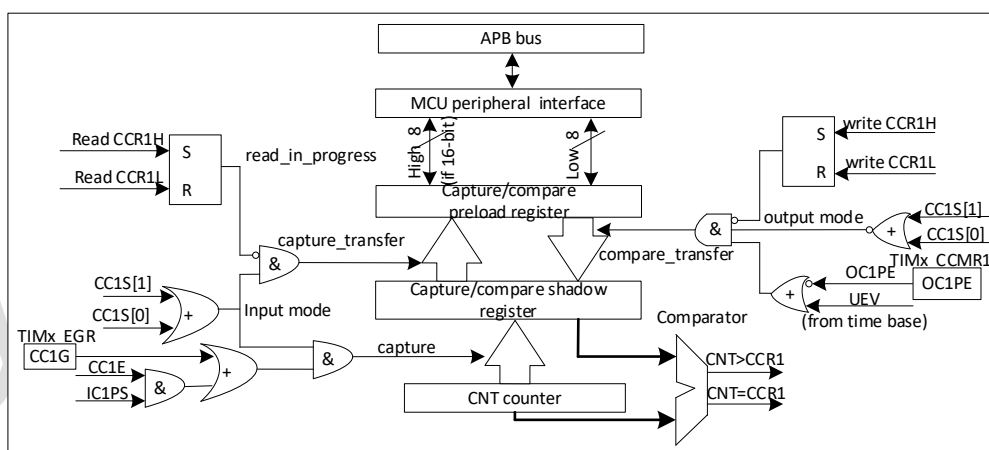 APB bus
MCU peripheral interface
High 8
(if 16-bit)
Low 8
Read CCR1H
Read CCR1L
S
R
read_in_progress
write CCR1H
write CCR1L
S
R
Capture/compare
preload register
&
capture_transfer
&
output mode
compare_transfer
+
CC1S[1]
CC1S[0]
TIMx_CCMR1
OC1PE
OC1PE
UEV
(from time base)
+
CC1S[1]
CC1S[0]
+
Input mode
Capture/compare shadow
register
TIMx_EGR
CC1G
CC1E
IC1PS
&
+
&
capture
CNT counter
Comparator
CNT>CCR1
CNT=CCR1